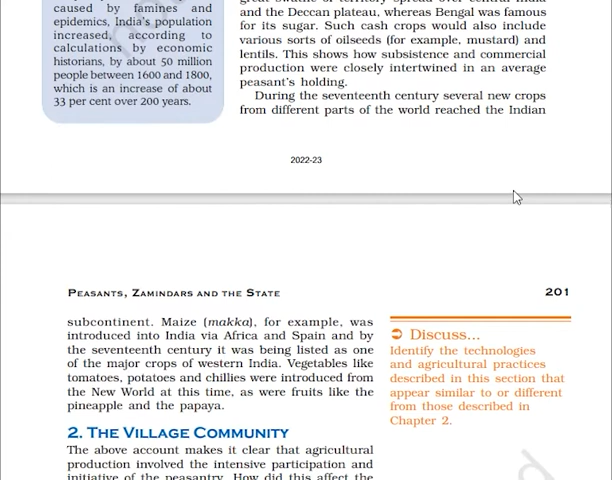 caused by famines and
epidemics, India's population
increased, according to
calculations by economic
historians, by about 50 million
people between 1600 and 1800,
which is an increase of about
33 per cent over 200 years.
and the Deccan plateau, whereas Bengal was famous
for its sugar. Such cash crops would also include
various sorts of oilseeds (for example, mustard) and
lentils. This shows how subsistence and commercial
production were closely intertwined in an average
peasant's holding.
During the seventeenth century several new crops
from different parts of the world reached the Indian
2022-23
PEASANTS, ZAMINDARS AND THE STATE
201
subcontinent. Maize (makka), for example, was
introduced into India via Africa and Spain and by
the seventeenth century it was being listed as one
of the major crops of western India. Vegetables like
tomatoes, potatoes and chillies were introduced from
the New World at this time, as were fruits like the
pineapple and the papaya.
2. THE VILLAGE COMMUNITY
The above account makes it clear that agricultural
production involved the intensive participation and
initiative of the peasantry. How did this affect the
Discuss...
Identify the technologies
and agricultural practices
described in this section that
appear similar to or different
from those described in
Chapter 2.